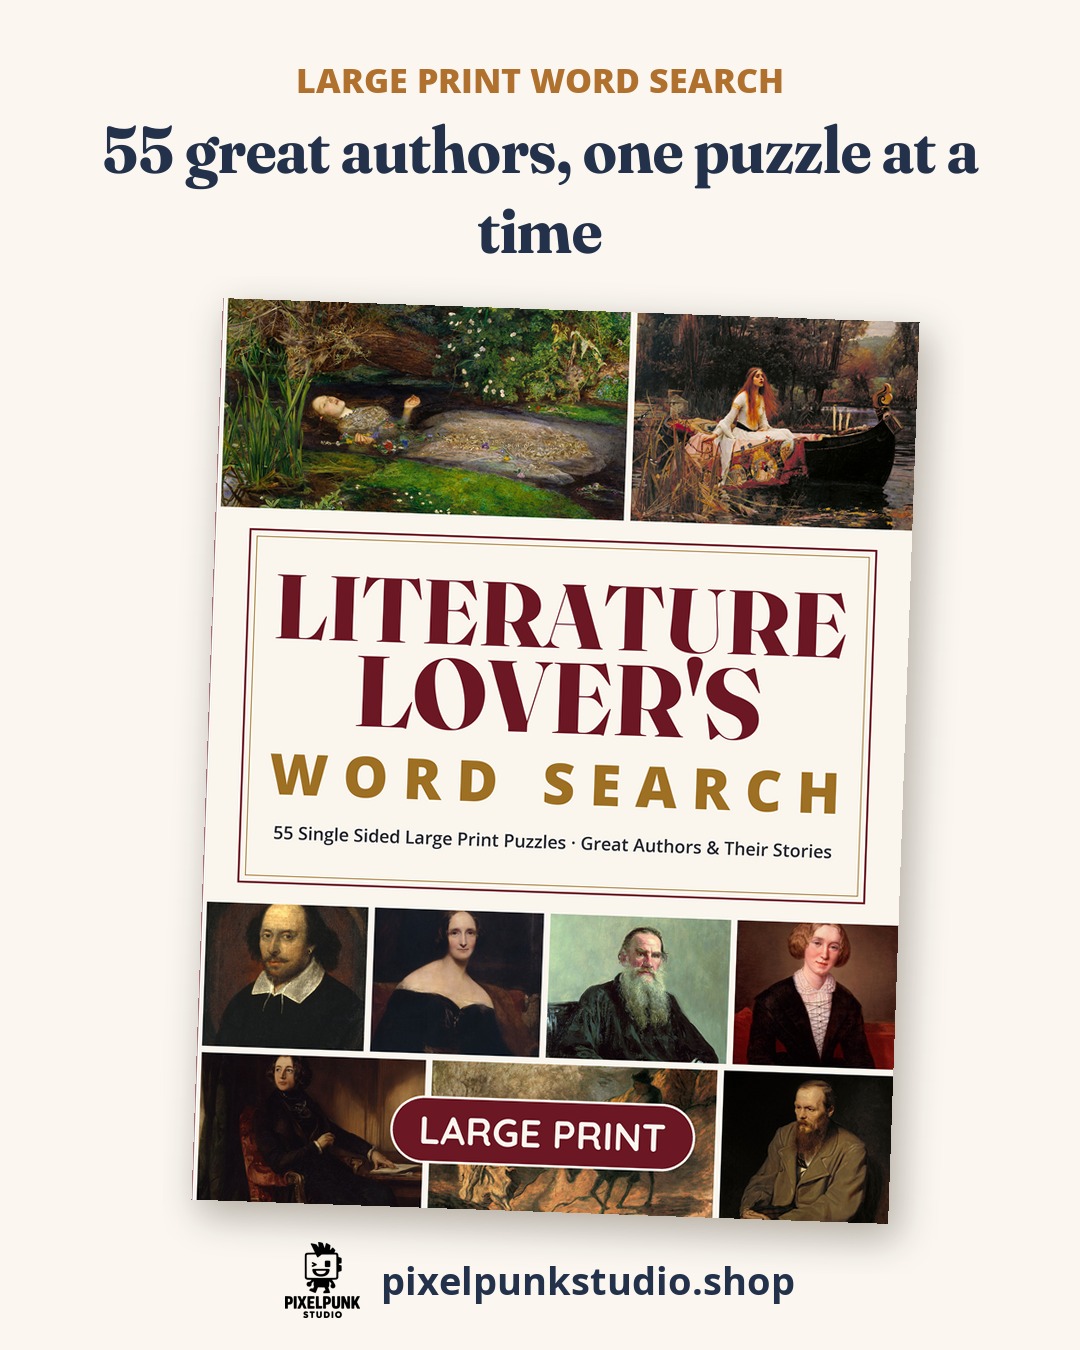 LARGE PRINT WORD SEARCH
55 great authors, one puzzle at a
time
LITERATURE
LOVER'S
WORD SEARCH
55 Single Sided Large Print Puzzles · Great Authors & Their Stories
LARGE PRINT
PIXELPUNK
STUDIO
pixelpunkstudio.shop